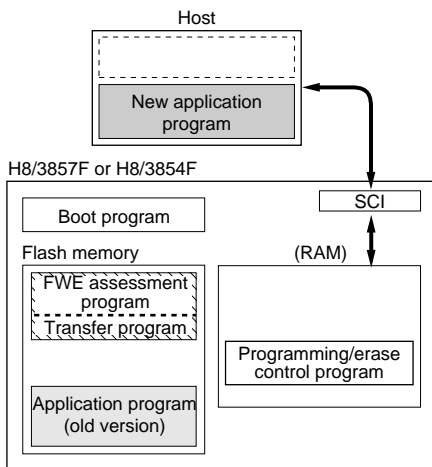 Host
New application
program
H8/3857F or H8/3854F
SCI
Boot program
Flash memory
(RAM)
FWE assessment
program
Transfer program
Programming/erase
control program
Application program
(old version)